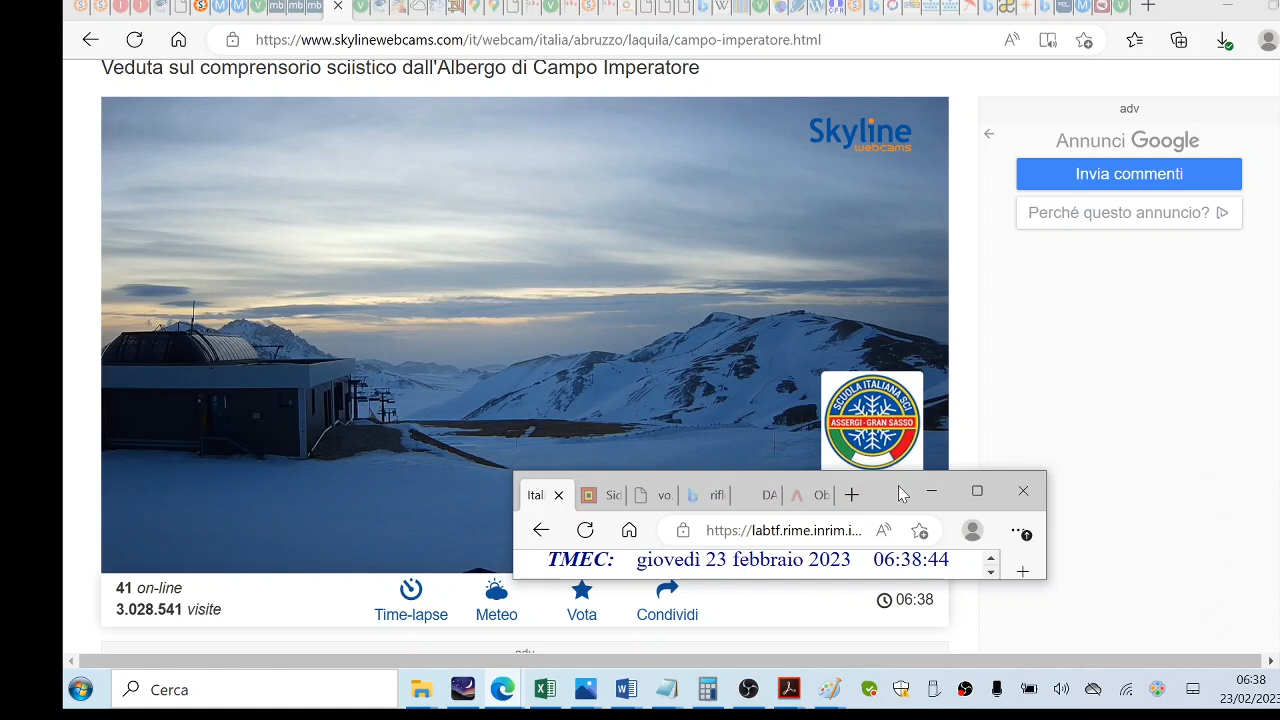 https://www.skylinewebcams.com/it/webcam/italia/abruzzo/laquila/campo-imperatore.html
Veduta sul comprensorio sciistico dall'Albergo di Campo Imperatore
adv
Skyline
webcams
Annunci Google
Invia commenti
Perché questo annuncio?
SCUOLA ITALIANA SCI
ASSERGI - GRAN SASSO
Ital
Sid
vo.
rifl
DA
Ob
https://labtf.rime.inrim.i...
TMEC: giovedì 23 febbraio 2023 06:38:44
41 on-line
3.028.541 visite
Time-lapse
Meteo
Vota
Condividi
06:38
adv
Cerca
06:38
23/02/202